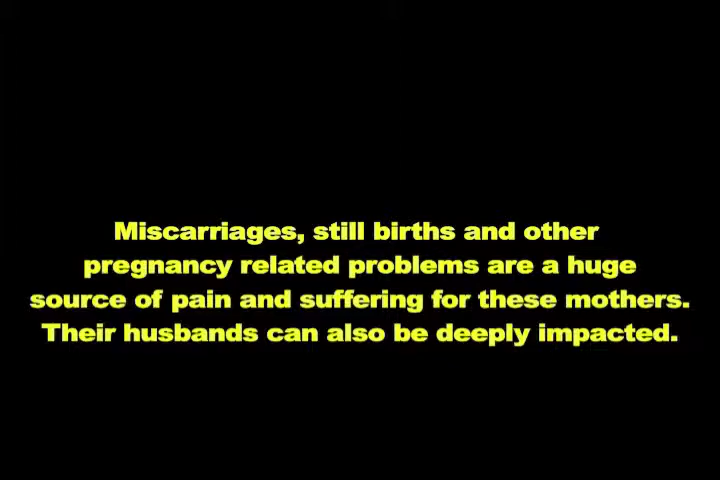 Miscarriages, still births and other
pregnancy related problems are a huge
source of pain and suffering for these mothers.
Their husbands can also be deeply impacted.